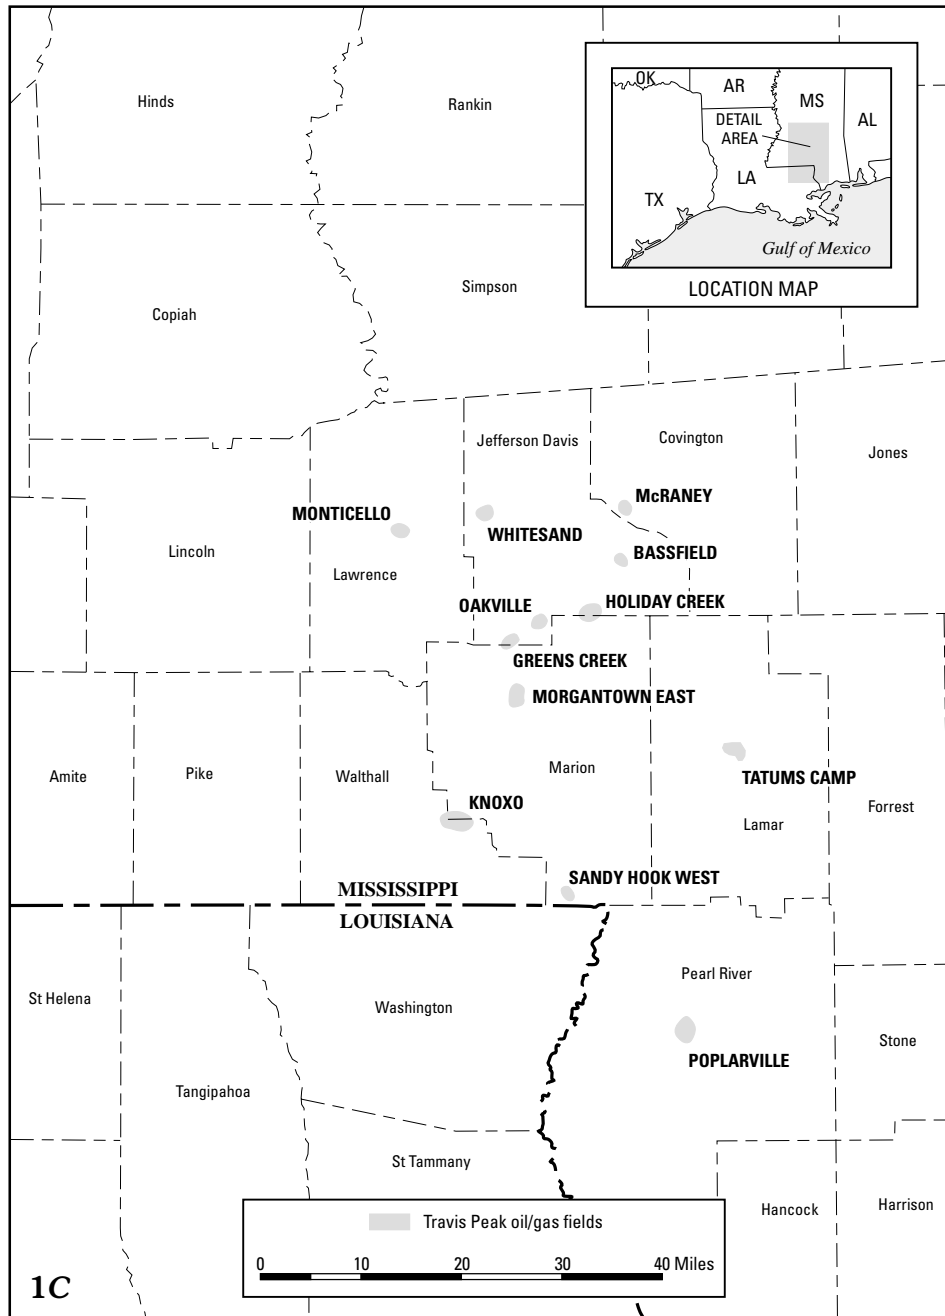 Hinds
Rankin
OK
AR
MS
DETAIL
AREA
AL
LA
TX
Gulf of Mexico
LOCATION MAP
Copiah
Simpson
Jefferson Davis
Covington
Jones
McRANEY
MONTICELLO
WHITESAND
Lincoln
BASSFIELD
Lawrence
OAKVILLE
HOLIDAY CREEK
GREENS CREEK
MORGANTOWN EAST
Amite
Pike
Walthall
Marion
TATUMS CAMP
KNOXO
Forrest
Lamar
SANDY HOOK WEST
MISSISSIPPI
LOUISIANA
Pearl River
St Helena
Washington
Stone
POPLARVILLE
Tangipahoa
St Tammany
Hancock
Harrison
Travis Peak oil/gas fields
0 10 20 30 40 Miles
1C